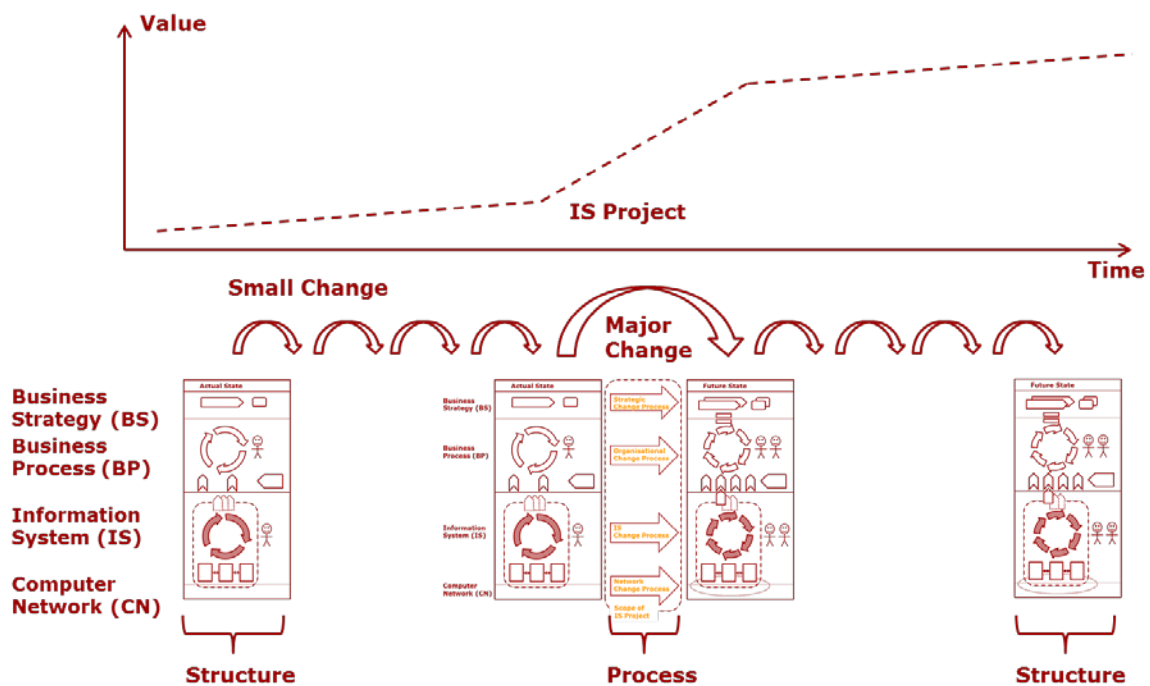 Value
IS Project
Time
Small Change
Major
Change
Business
Strategy (BS)
Business
Process (BP)
Information
System (IS)
Computer
Network (CN)
Actual State
Actual State
Business
Strategy (BS)
Business
Process (BP)
Information
System (IS)
Computer
Network (CN)
Strategic
Change Process
Organisational
Change Process
IS
Change Process
Network
Change Process
Scope of
IS-Project
Future State
Future State
Structure
Process
Structure